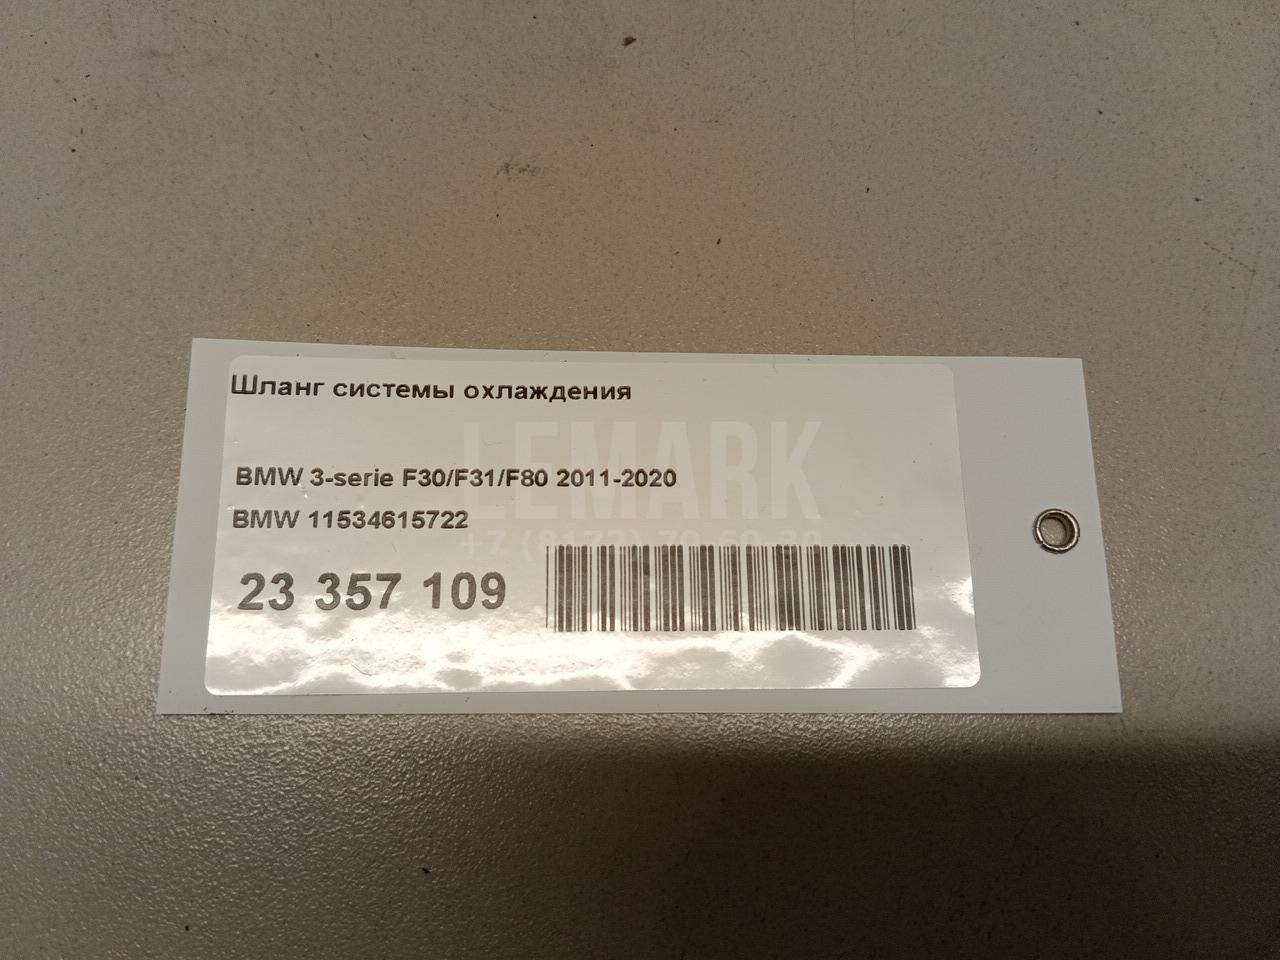 Шланг системы охлаждения
LEMARK
BMW 3-serie F30/F31/F80 2011-2020
BMW 11534615722
23 357 109